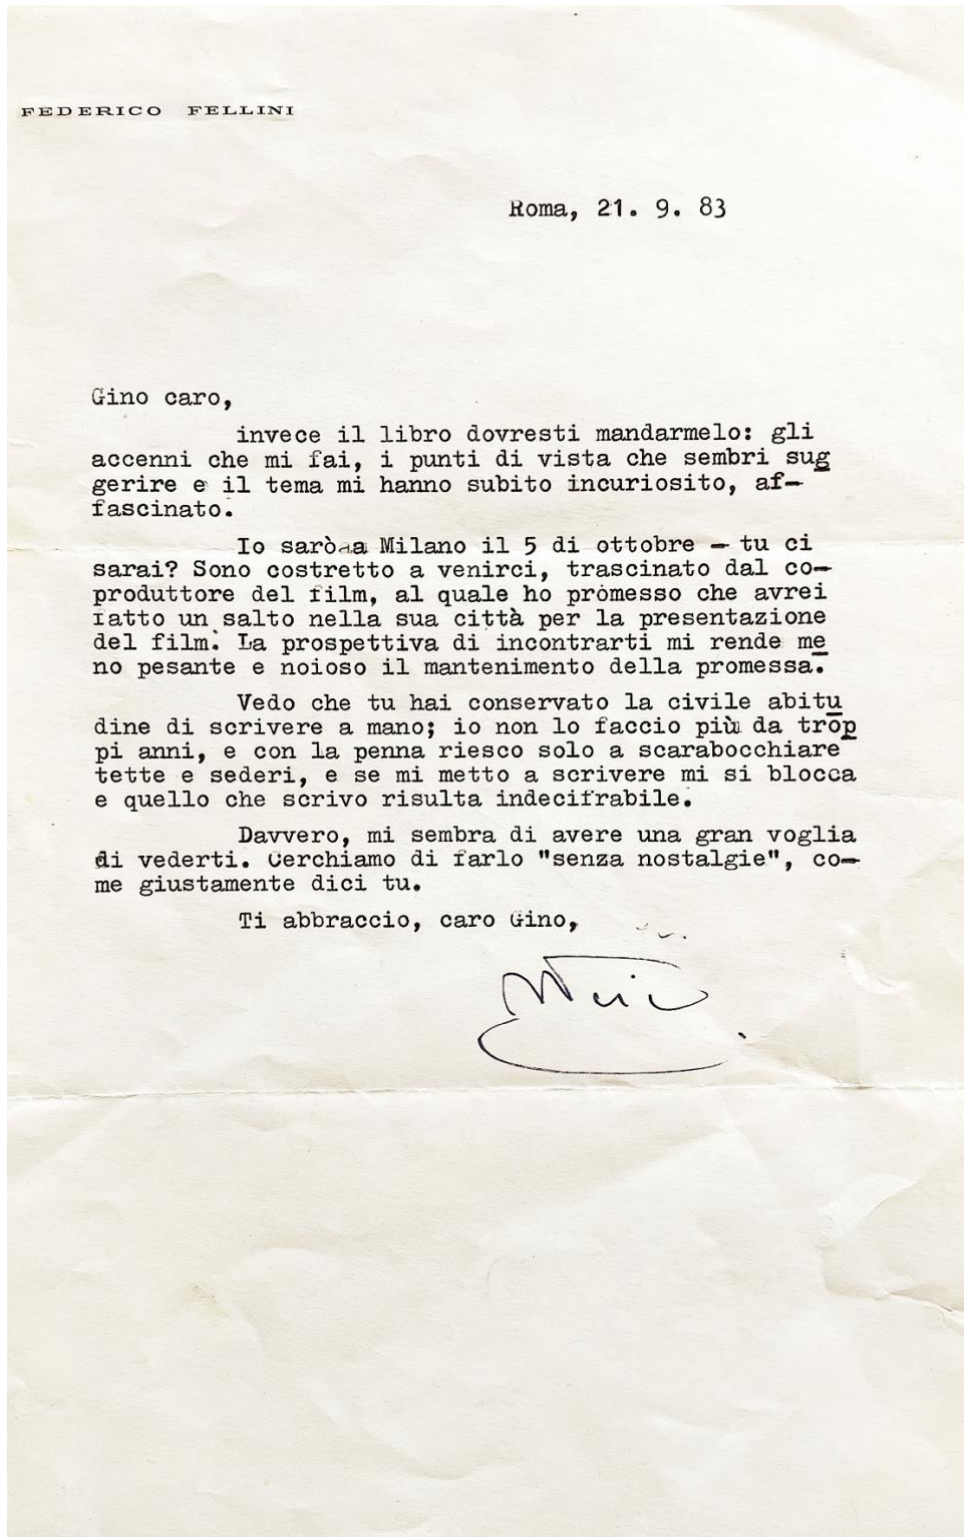 FEDERICO FELLINI
Roma, 21. 9. 83
Gino caro,
invece il libro dovresti mandarmelo: gli
accenni che mi fai, i punti di vista che sembri sug
gerire e il tema mi hanno subito incuriosito, af-
fascinato.
Io sarò a Milano il 5 di ottobre - tu ci
sarai? Sono costretto a venirci, trascinato dal co-
produttore del film, al quale ho promesso che avrei
fatto un salto nella sua città per la presentazione
del film. La prospettiva di incontrarti mi rende me
no pesante e noioso il mantenimento della promessa.
Vedo che tu hai conservato la civile abitu
dine di scrivere a mano; io non lo faccio più da trop
pi anni, e con la penna riesco solo a scarabocchiare
tette e sederi, e se mi metto a scrivere mi si blocca
e quello che scrivo risulta indecifrabile.
Davvero, mi sembra di avere una gran voglia
di vederti. Cerchiamo di farlo "senza nostalgie", co-
me giustamente dici tu.
Ti abbraccio, caro Gino,